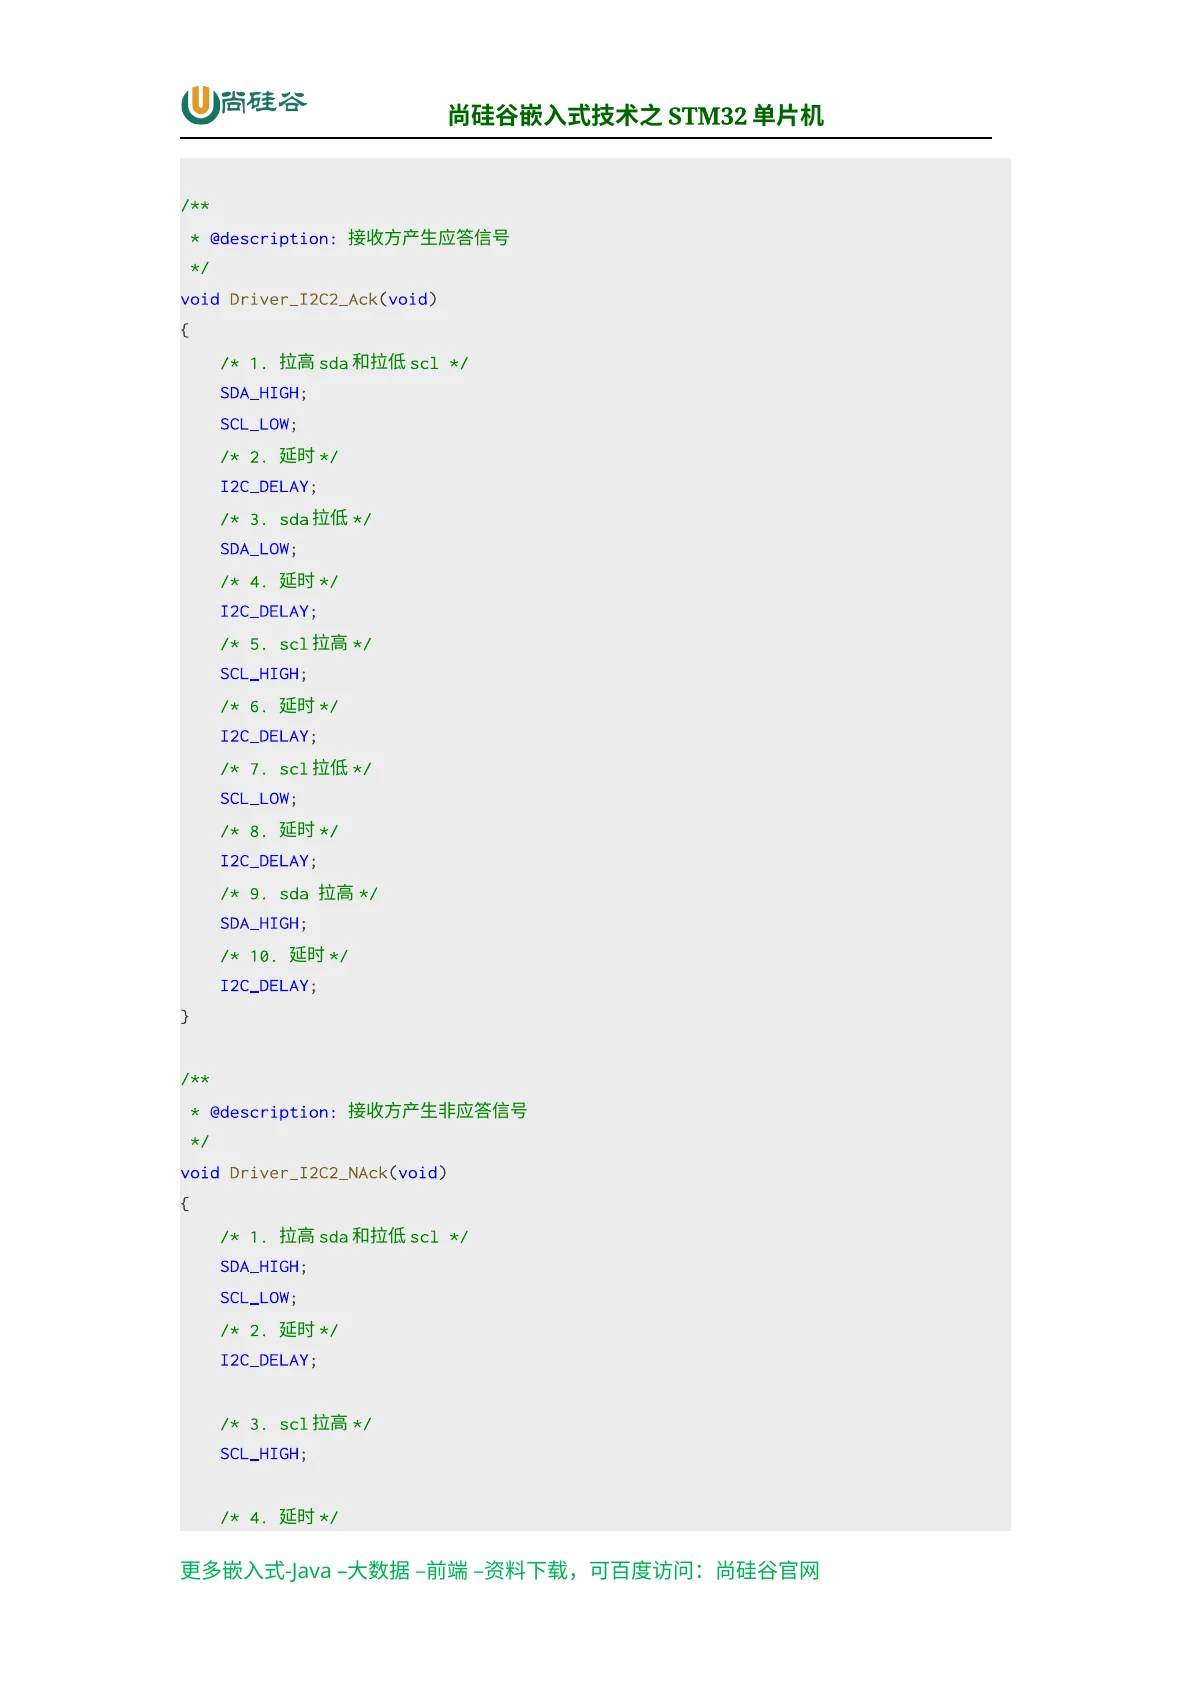 尚硅谷
尚硅谷嵌入式技术之 STM32 单片机
/**
 * @description: 接收方产生应答信号
 */
void Driver_I2C2_Ack(void)
{
    /* 1. 拉高 sda 和拉低 scl */
    SDA_HIGH;
    SCL_LOW;
    /* 2. 延时 */
    I2C_DELAY;
    /* 3. sda 拉低 */
    SDA_LOW;
    /* 4. 延时 */
    I2C_DELAY;
    /* 5. scl 拉高 */
    SCL_HIGH;
    /* 6. 延时 */
    I2C_DELAY;
    /* 7. scl 拉低 */
    SCL_LOW;
    /* 8. 延时 */
    I2C_DELAY;
    /* 9. sda 拉高 */
    SDA_HIGH;
    /* 10. 延时 */
    I2C_DELAY;
}
/**
 * @description: 接收方产生非应答信号
 */
void Driver_I2C2_NAck(void)
{
    /* 1. 拉高 sda 和拉低 scl */
    SDA_HIGH;
    SCL_LOW;
    /* 2. 延时 */
    I2C_DELAY;
    /* 3. scl 拉高 */
    SCL_HIGH;
    /* 4. 延时 */
更多嵌入式-Java –大数据 –前端 –资料下载，可百度访问：尚硅谷官网